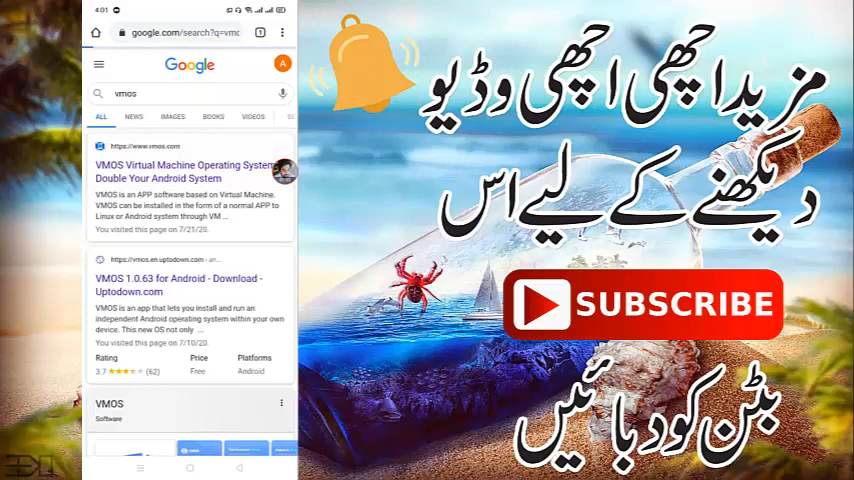 4:01
google.com/search?q=vmo
1
Google
A
vmos
ALL NEWS IMAGES BOOKS VIDEOS
https://www.vmos.com
VMOS Virtual Machine Operating System
Double Your Android System
VMOS is an APP software based on Virtual Machine.
VMOS can be installed in the form of a normal APP to
Linux or Android system through VM ...
You visited this page on 7/21/20.
https://vmos.en.uptodown.com › an...
VMOS 1.0.63 for Android - Download -
Uptodown.com
VMOS is an app that lets you install and run an
independent Android operating system within your own
device. This new OS not only ...
You visited this page on 7/10/20.
Rating Price Platforms
3.7 ★★★★★ (62) Free Android
VMOS
Software
مزید اچھی اچھی وڈیو
دیکھنے کے لیے اس
SUBSCRIBE
بٹن کو دبائیں